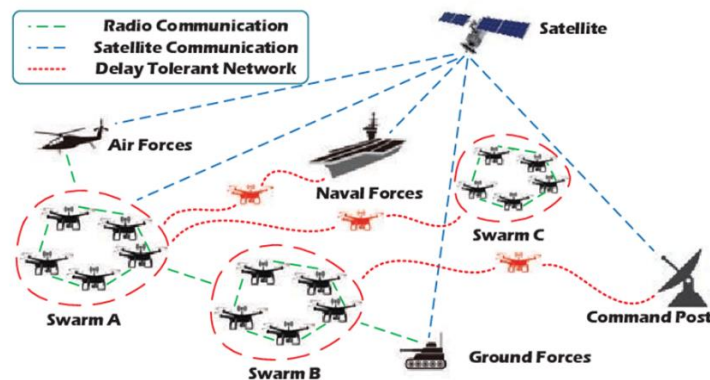 Radio Communication
Satellite Communication
Delay Tolerant Network
Satellite
Air Forces
Naval Forces
Swarm C
Swarm A
Command Post
Swarm B
Ground Forces